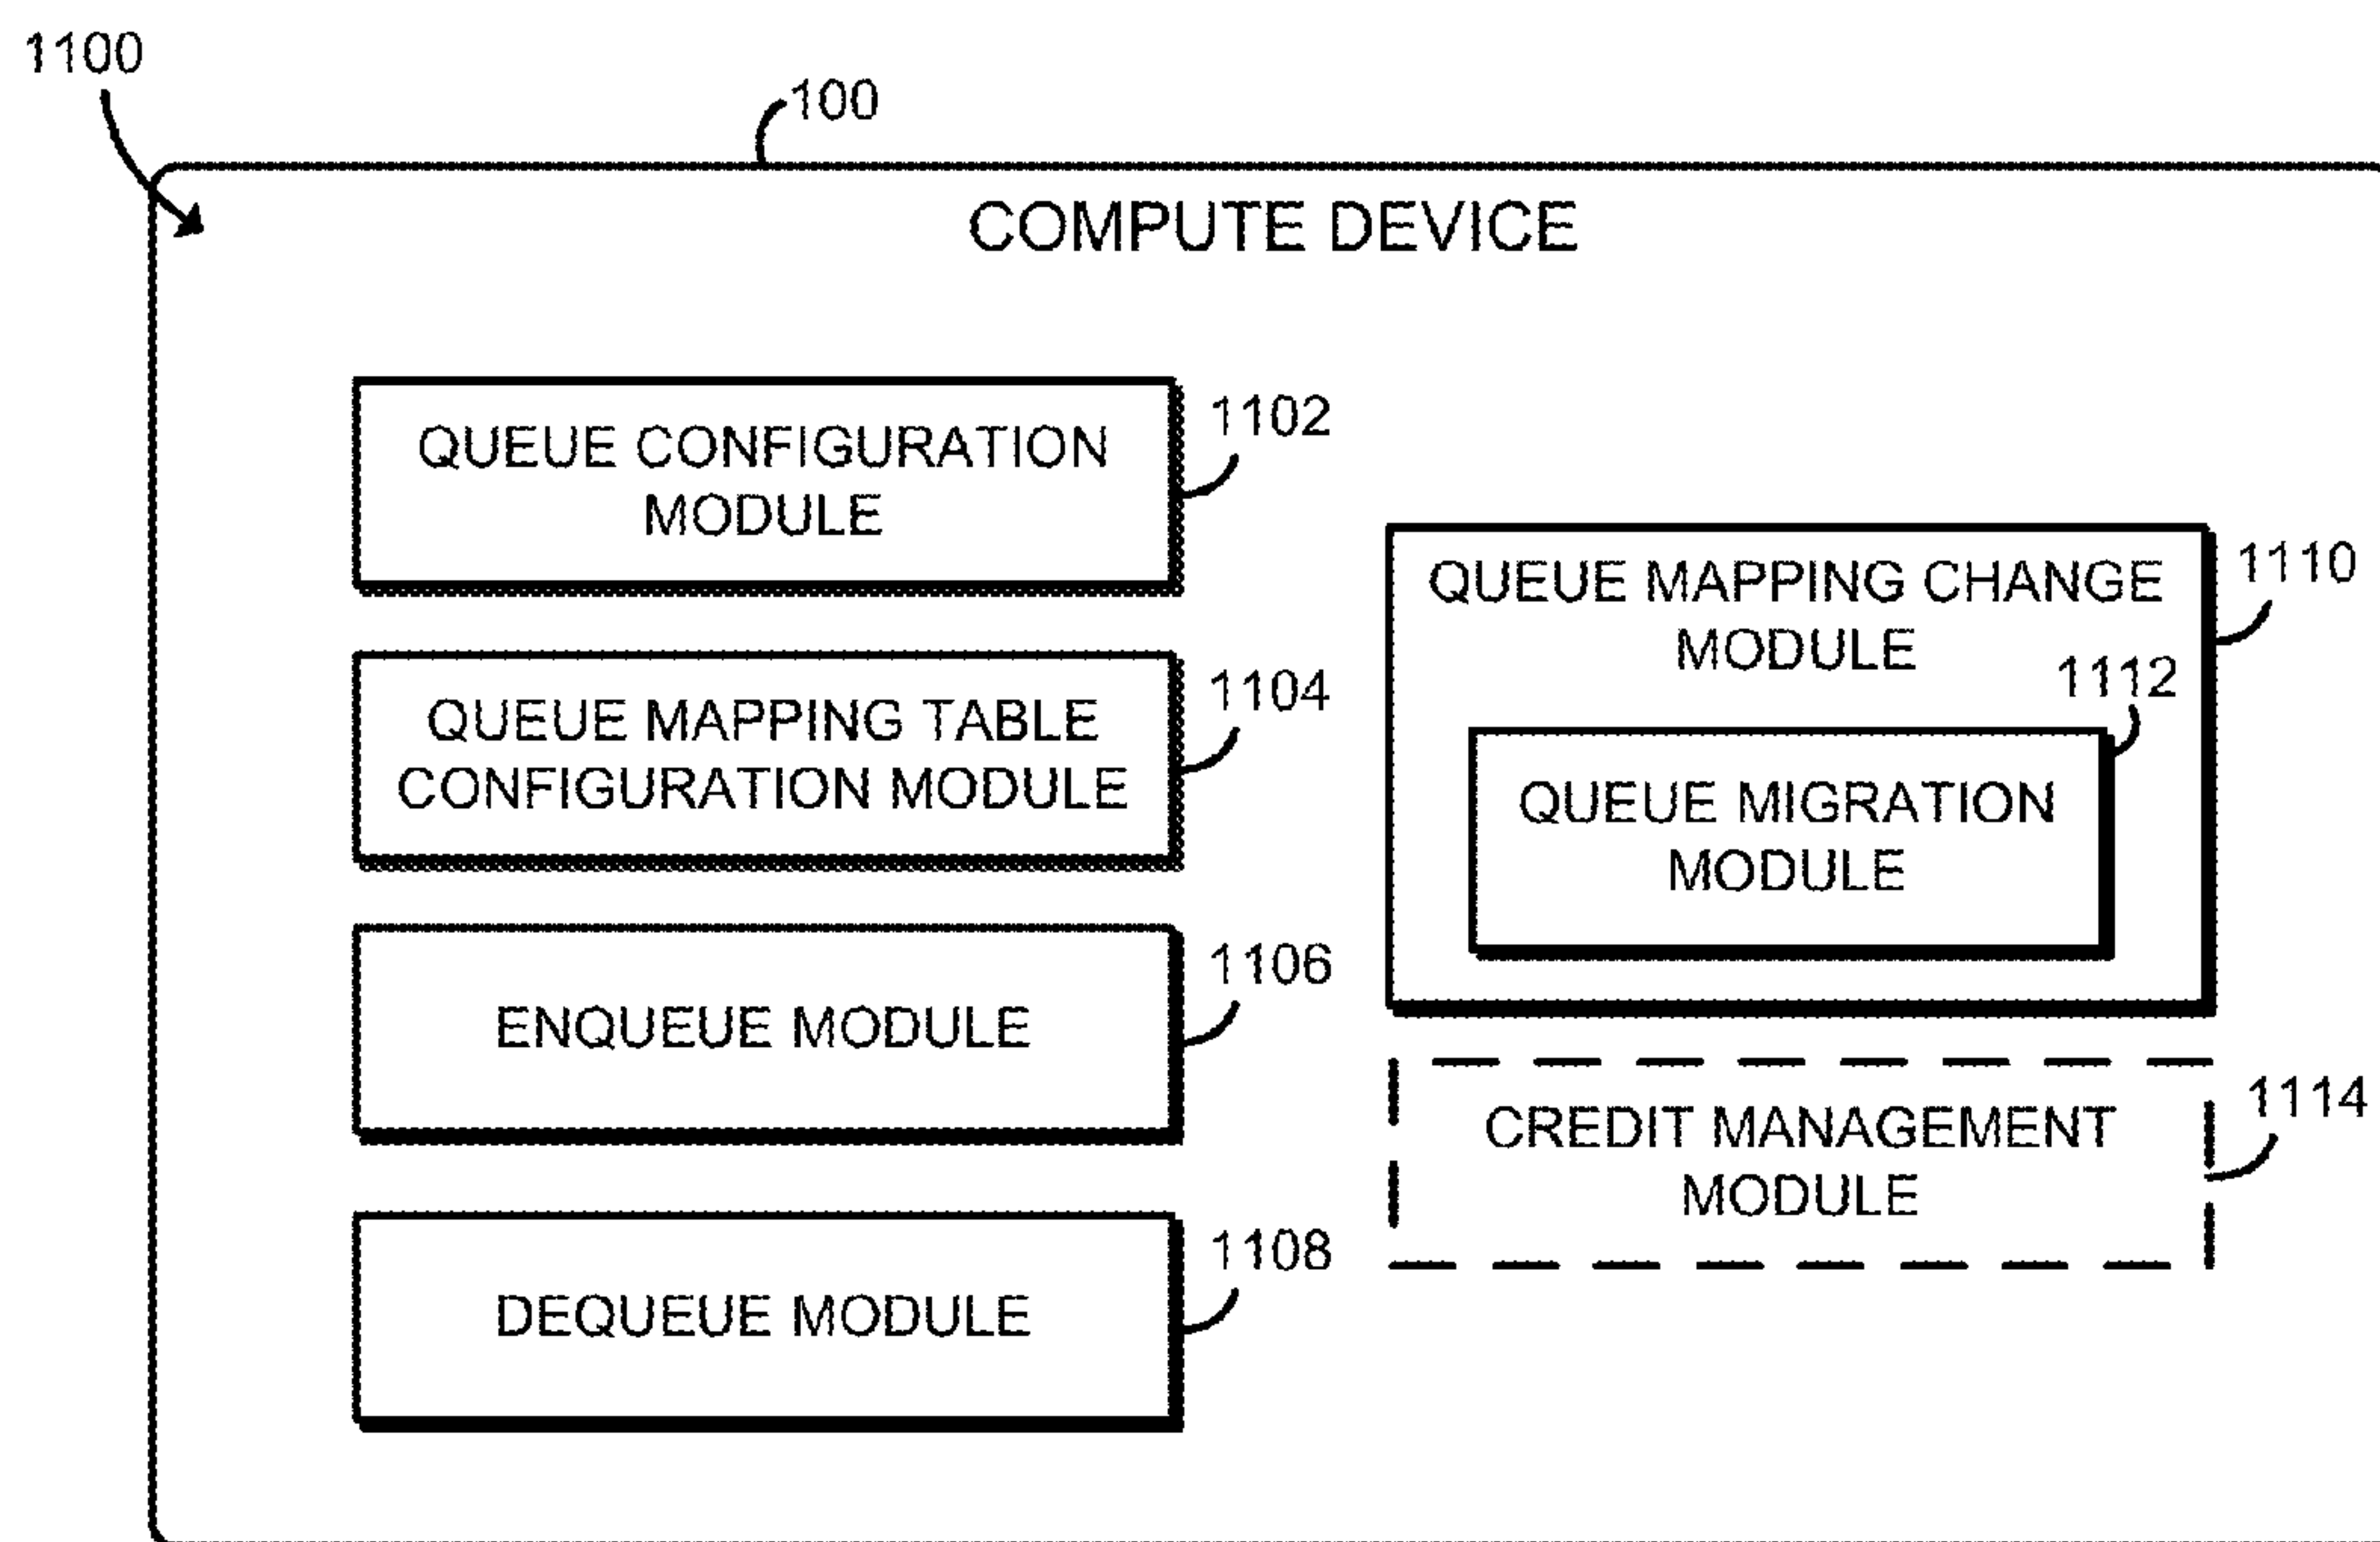 1100
100
COMPUTE DEVICE
QUEUE CONFIGURATION
MODULE
1102
QUEUE MAPPING TABLE
CONFIGURATION MODULE
1104
ENQUEUE MODULE
1106
DEQUEUE MODULE
1108
QUEUE MAPPING CHANGE
MODULE
1110
1112
QUEUE MIGRATION
MODULE
CREDIT MANAGEMENT
MODULE
1114